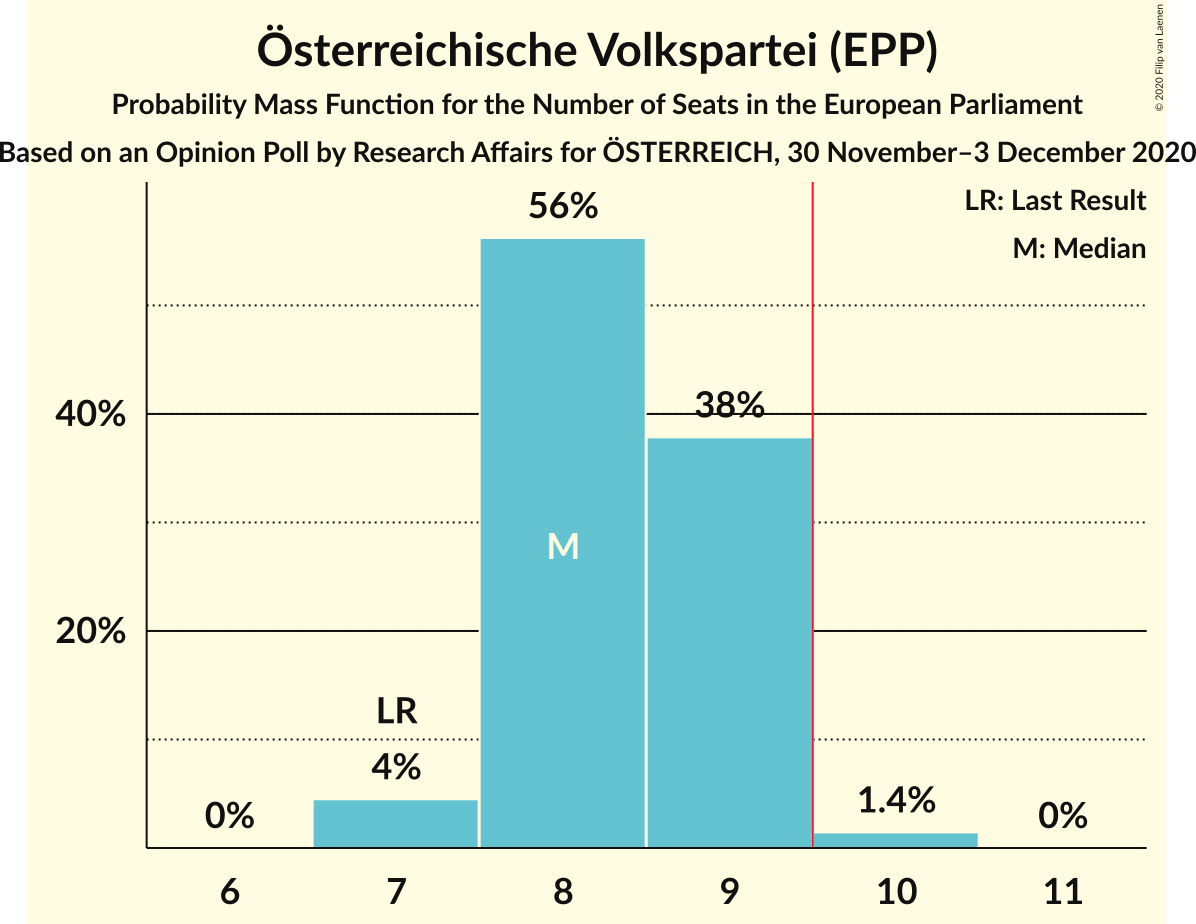 Österreichische Volkspartei (EPP)
Probability Mass Function for the Number of Seats in the European Parliament
Based on an Opinion Poll by Research Affairs for ÖSTERREICH, 30 November–3 December 2020
© 2020 Filip van Laenen
LR: Last Result
M: Median
56%
40%
38%
M
20%
LR
4%
0%
1.4%
0%
6 7 8 9 10 11